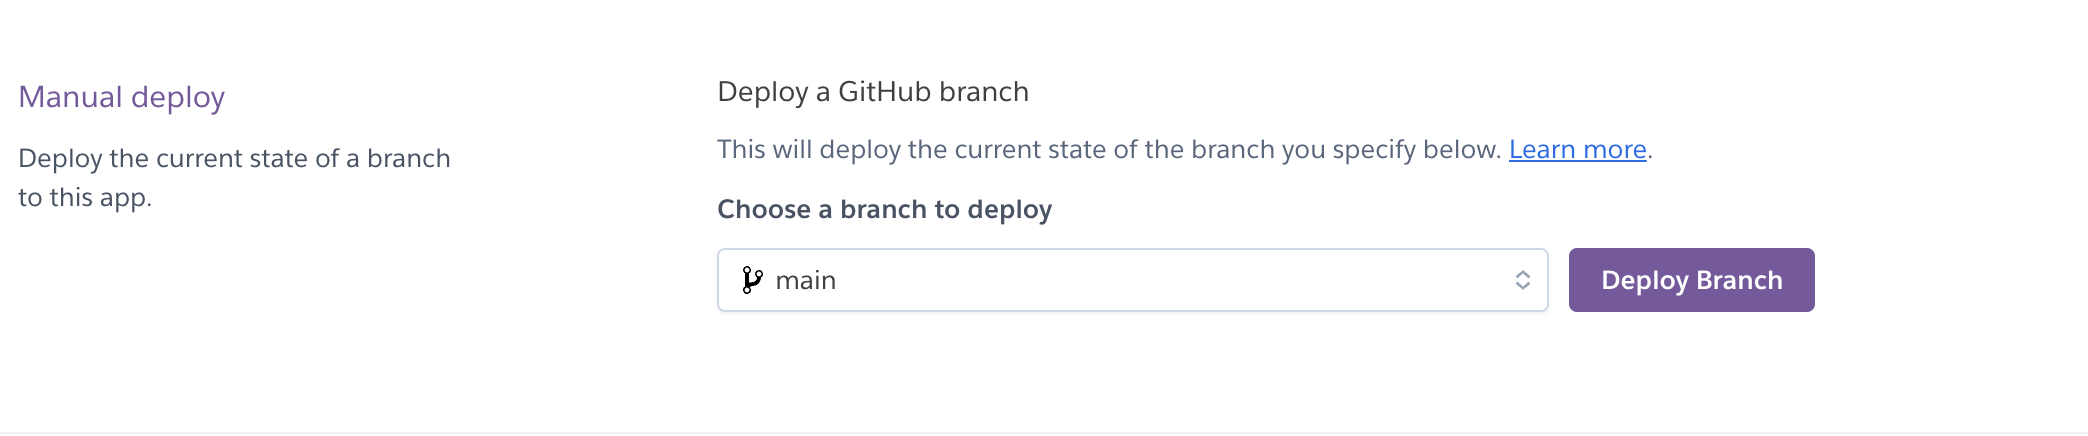 Manual deploy
Deploy the current state of a branch
to this app.
Deploy a GitHub branch
This will deploy the current state of the branch you specify below. Learn more.
Choose a branch to deploy
main
Deploy Branch